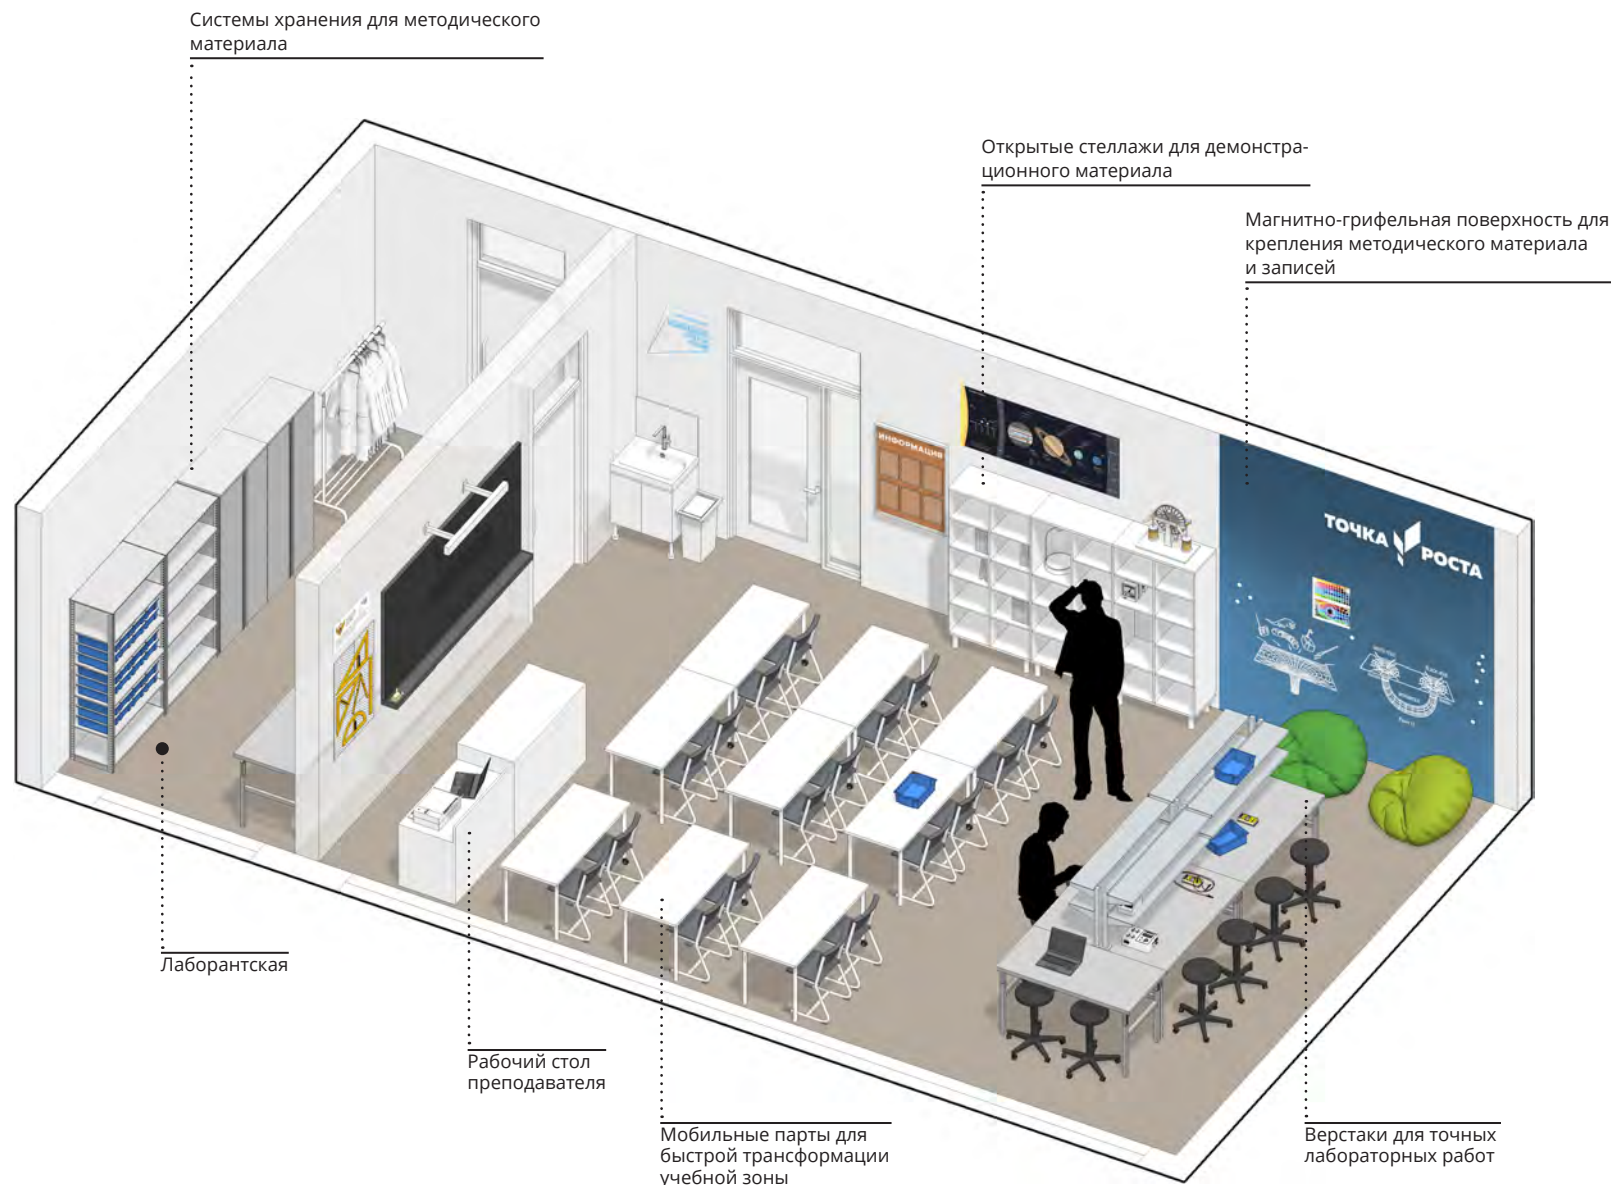 Системы хранения для методического
материала
Открытые стеллажи для демонстра-
ционного материала
Магнитно-грифельная поверхность для
крепления методического материала
и записей
ИНФОРМАЦИЯ
ТОЧКА РОСТА
Лаборантская
Рабочий стол
преподавателя
Мобильные парты для
быстрой трансформации
учебной зоны
Верстаки для точных
лабораторных работ